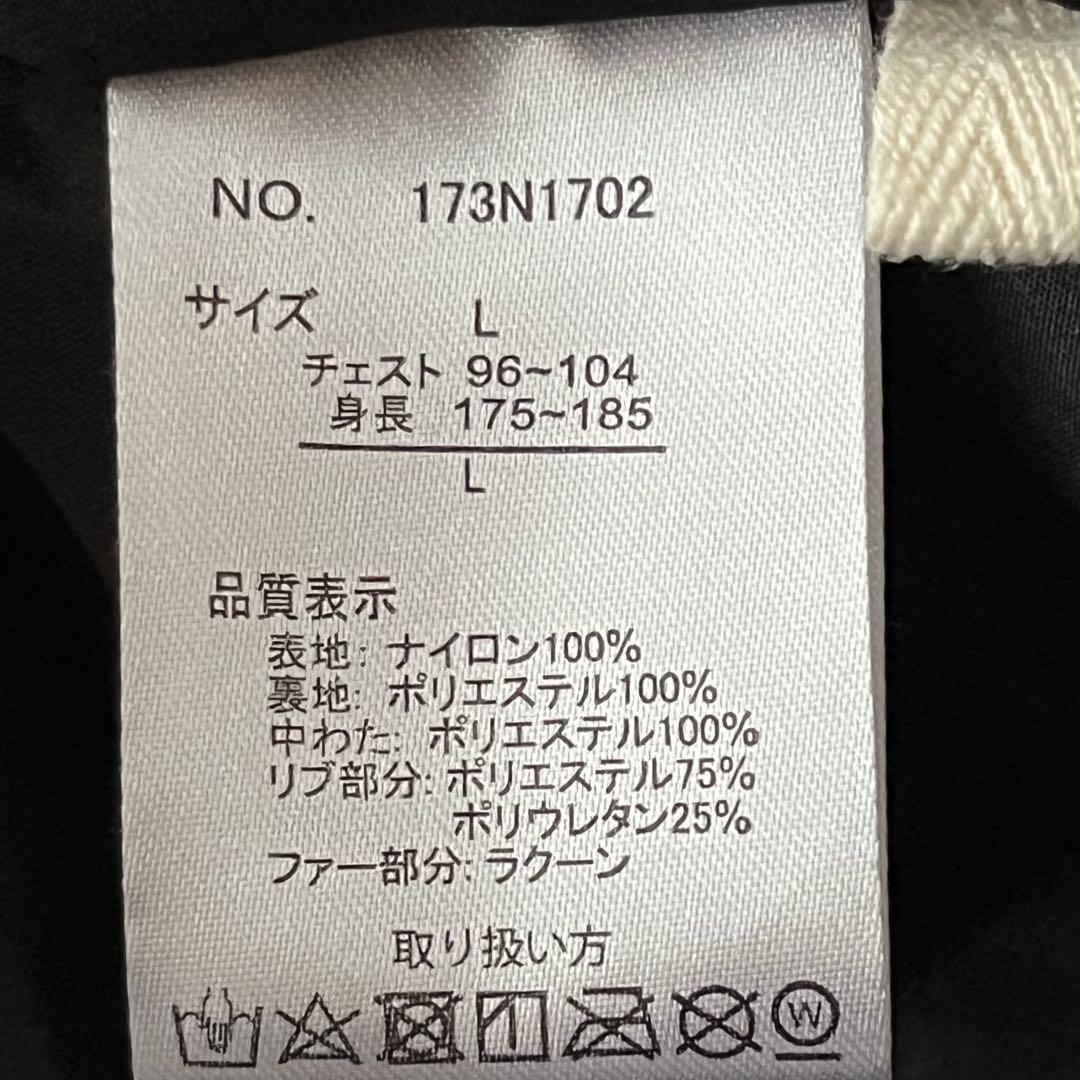 NO. 173N1702
サイズ L
チェスト 96~104
身長 175~185
L
品質表示
表地: ナイロン100%
裏地: ポリエステル100%
中わた: ポリエステル100%
リブ部分: ポリエステル75%
ポリウレタン25%
ファー部分: ラクーン
取り扱い方
W